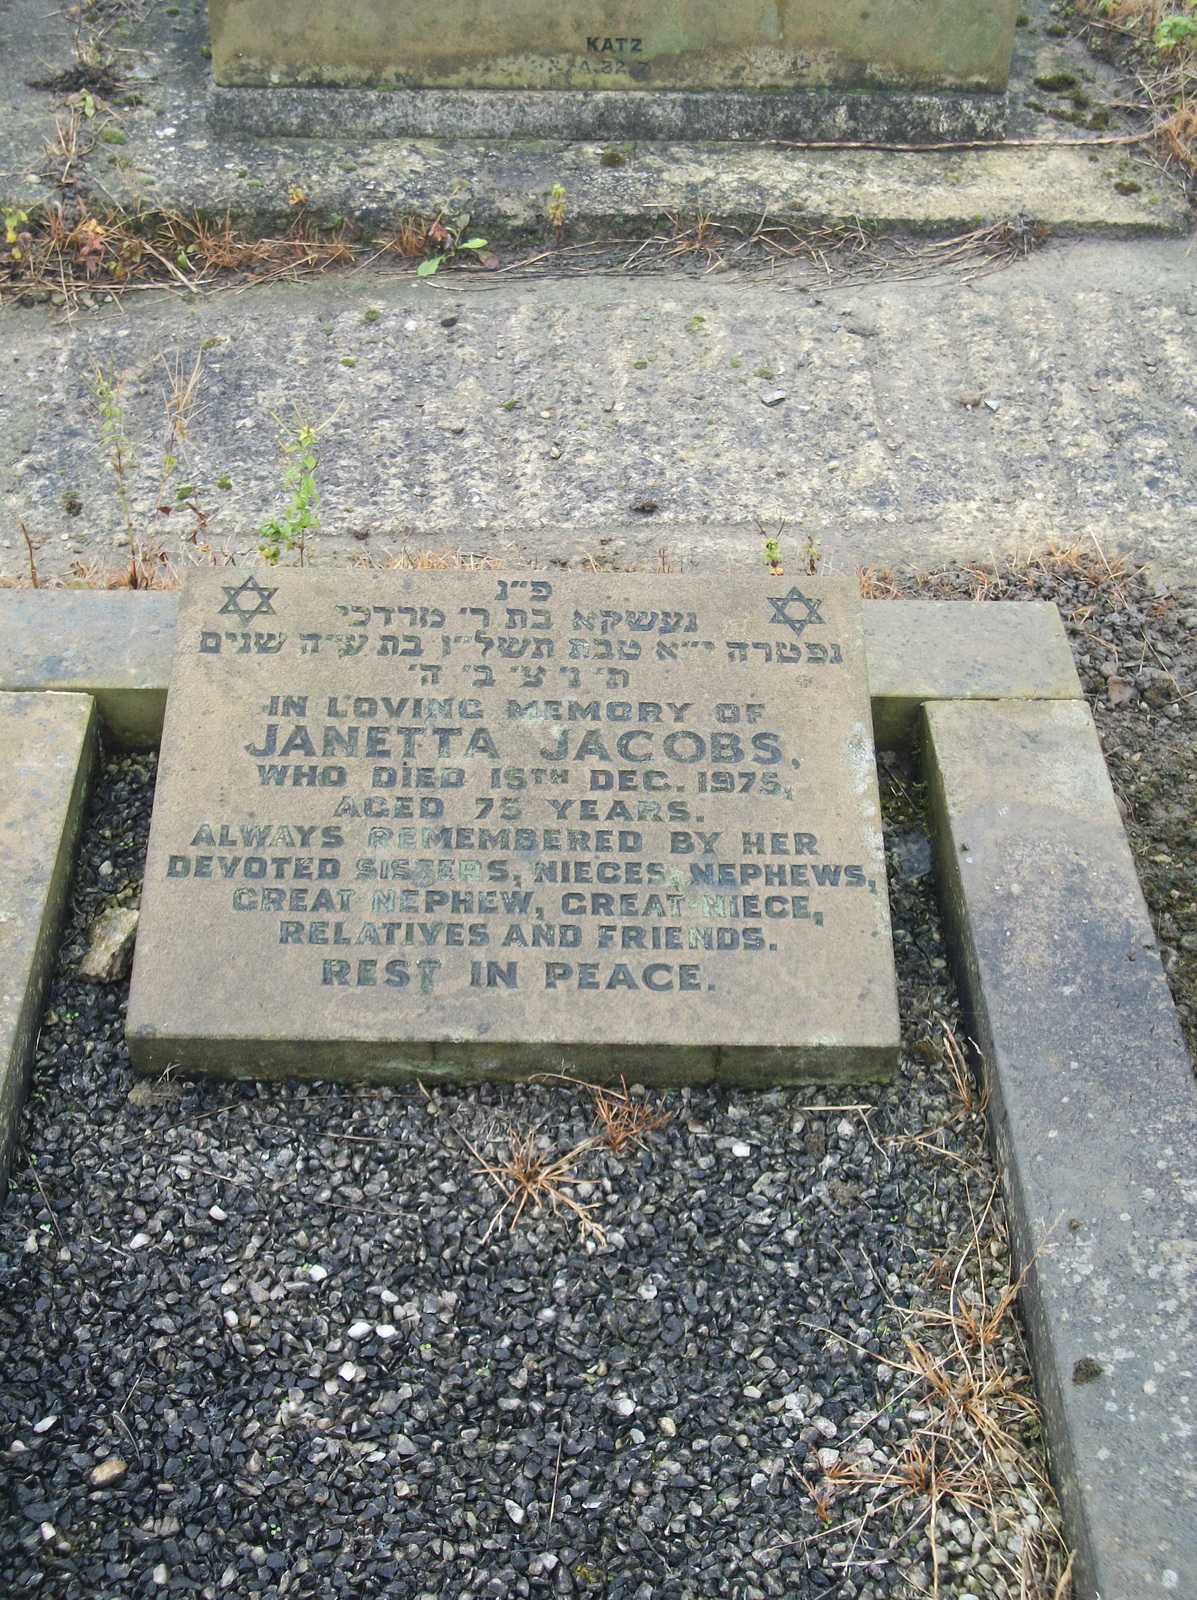 KATZ
פ״נ
נעשקא בת ר׳ מרדכי
נפטרה י״א טבת תשל״ו בת ע״ה שנים
ת׳ נ׳ צ׳ ב׳ ה׳
IN LOVING MEMORY OF
JANETTA JACOBS,
WHO DIED 15TH DEC. 1975,
AGED 75 YEARS.
ALWAYS REMEMBERED BY HER
DEVOTED SISTERS, NIECES, NEPHEWS,
GREAT-NEPHEW, GREAT-NIECE,
RELATIVES AND FRIENDS.
REST IN PEACE.